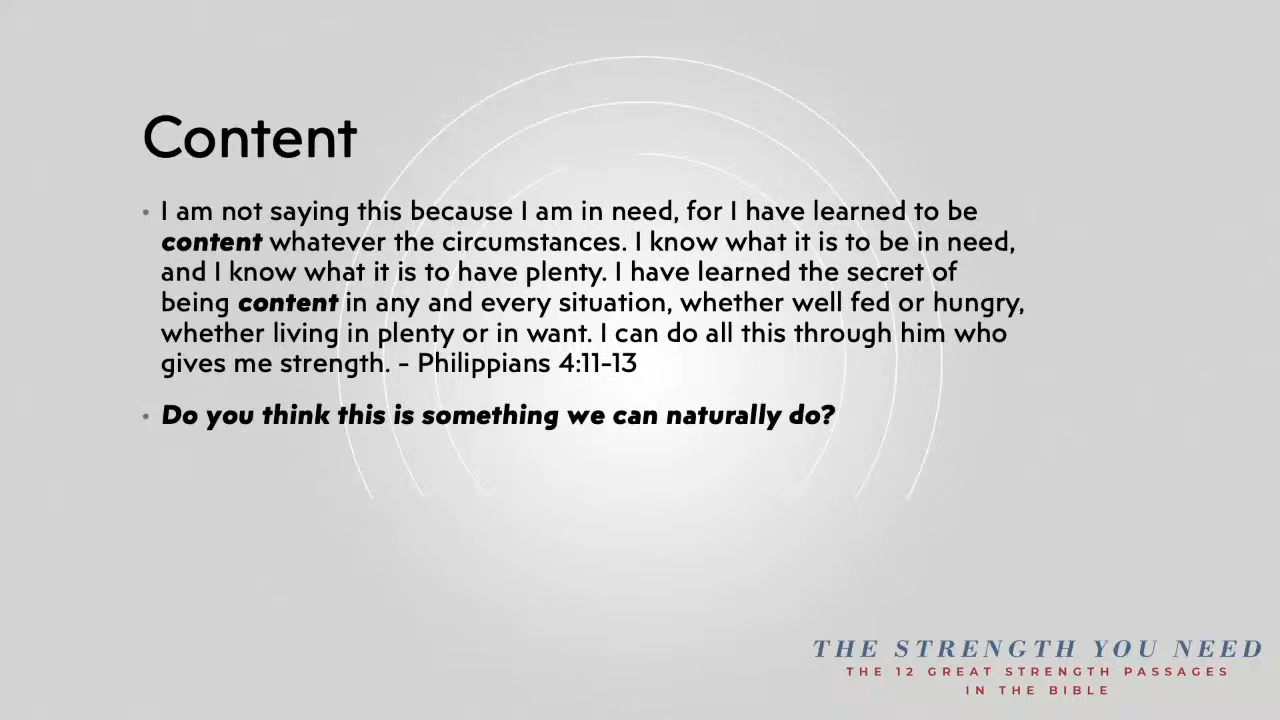 Content
• I am not saying this because I am in need, for I have learned to be
content whatever the circumstances. I know what it is to be in need,
and I know what it is to have plenty. I have learned the secret of
being content in any and every situation, whether well fed or hungry,
whether living in plenty or in want. I can do all this through him who
gives me strength. - Philippians 4:11-13
• Do you think this is something we can naturally do?
THE STRENGTH YOU NEED
THE 12 GREAT STRENGTH PASSAGES
IN THE BIBLE